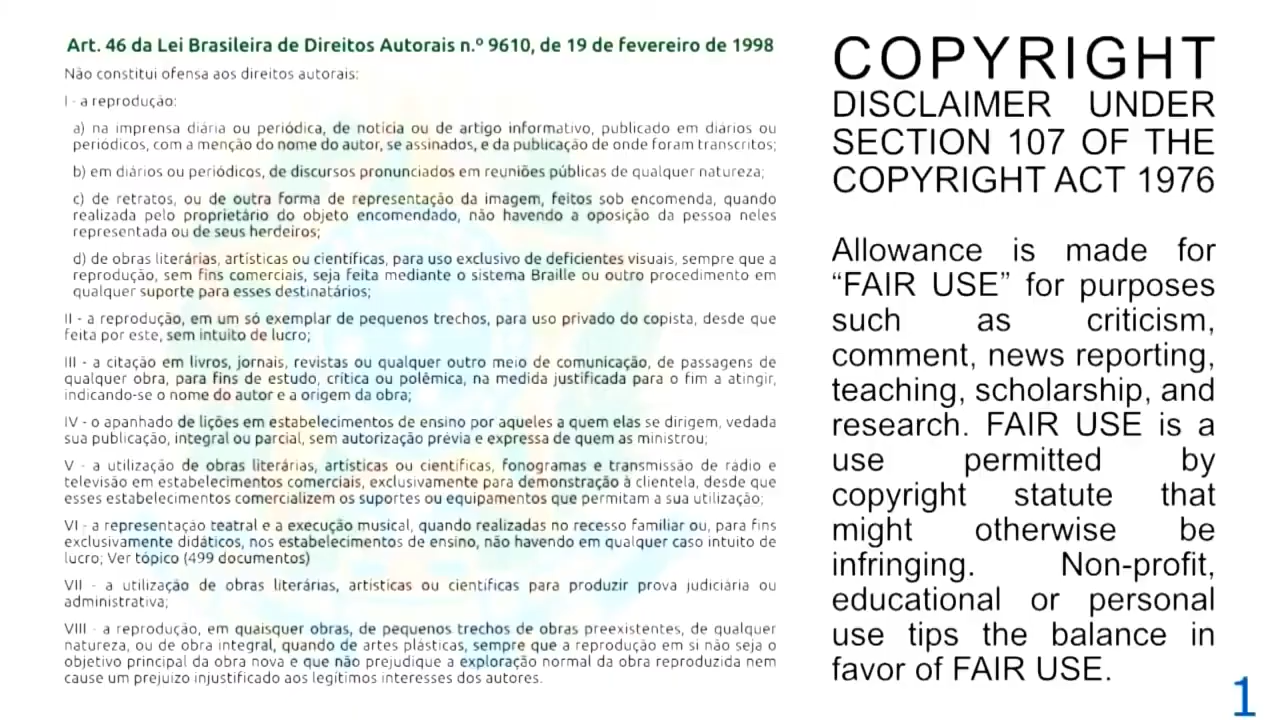 Art. 46 da Lei Brasileira de Direitos Autorais n.º 9610, de 19 de fevereiro de 1998
Não constitui ofensa aos direitos autorais:
I - a reprodução:
a) na imprensa diária ou periódica, de notícia ou de artigo informativo, publicado em diários ou
periódicos, com a menção do nome do autor, se assinados, e da publicação de onde foram transcritos;
b) em diários ou periódicos, de discursos pronunciados em reuniões públicas de qualquer natureza;
c) de retratos, ou de outra forma de representação da imagem, feitos sob encomenda, quando
realizada pelo proprietário do objeto encomendado, não havendo a oposição da pessoa neles
representada ou de seus herdeiros;
d) de obras literárias, artísticas ou científicas, para uso exclusivo de deficientes visuais, sempre que a
reprodução, sem fins comerciais, seja feita mediante o sistema Braille ou outro procedimento em
qualquer suporte para esses destinatários;
II - a reprodução, em um só exemplar de pequenos trechos, para uso privado do copista, desde que
feita por este, sem intuito de lucro;
III - a citação em livros, jornais, revistas ou qualquer outro meio de comunicação, de passagens de
qualquer obra, para fins de estudo, crítica ou polêmica, na medida justificada para o fim a atingir,
indicando-se o nome do autor e a origem da obra;
IV - o apanhado de lições em estabelecimentos de ensino por aqueles a quem elas se dirigem, vedada
sua publicação, integral ou parcial, sem autorização prévia e expressa de quem as ministrou;
V - a utilização de obras literárias, artísticas ou científicas, fonogramas e transmissão de rádio e
televisão em estabelecimentos comerciais, exclusivamente para demonstração à clientela, desde que
esses estabelecimentos comercializem os suportes ou equipamentos que permitam a sua utilização;
VI - a representação teatral e a execução musical, quando realizadas no recesso familiar ou, para fins
exclusivamente didáticos, nos estabelecimentos de ensino, não havendo em qualquer caso intuito de
lucro; Ver tópico (499 documentos)
VII - a utilização de obras literárias, artísticas ou científicas para produzir prova judiciária ou
administrativa;
VIII - a reprodução, em quaisquer obras, de pequenos trechos de obras preexistentes, de qualquer
natureza, ou de obra integral, quando de artes plásticas, sempre que a reprodução em si não seja o
objetivo principal da obra nova e que não prejudique a exploração normal da obra reproduzida nem
cause um prejuízo injustificado aos legítimos interesses dos autores.
COPYRIGHT
DISCLAIMER UNDER
SECTION 107 OF THE
COPYRIGHT ACT 1976
Allowance is made for
“FAIR USE” for purposes
such as criticism,
comment, news reporting,
teaching, scholarship, and
research. FAIR USE is a
use permitted by
copyright statute that
might otherwise be
infringing. Non-profit,
educational or personal
use tips the balance in
favor of FAIR USE.
1